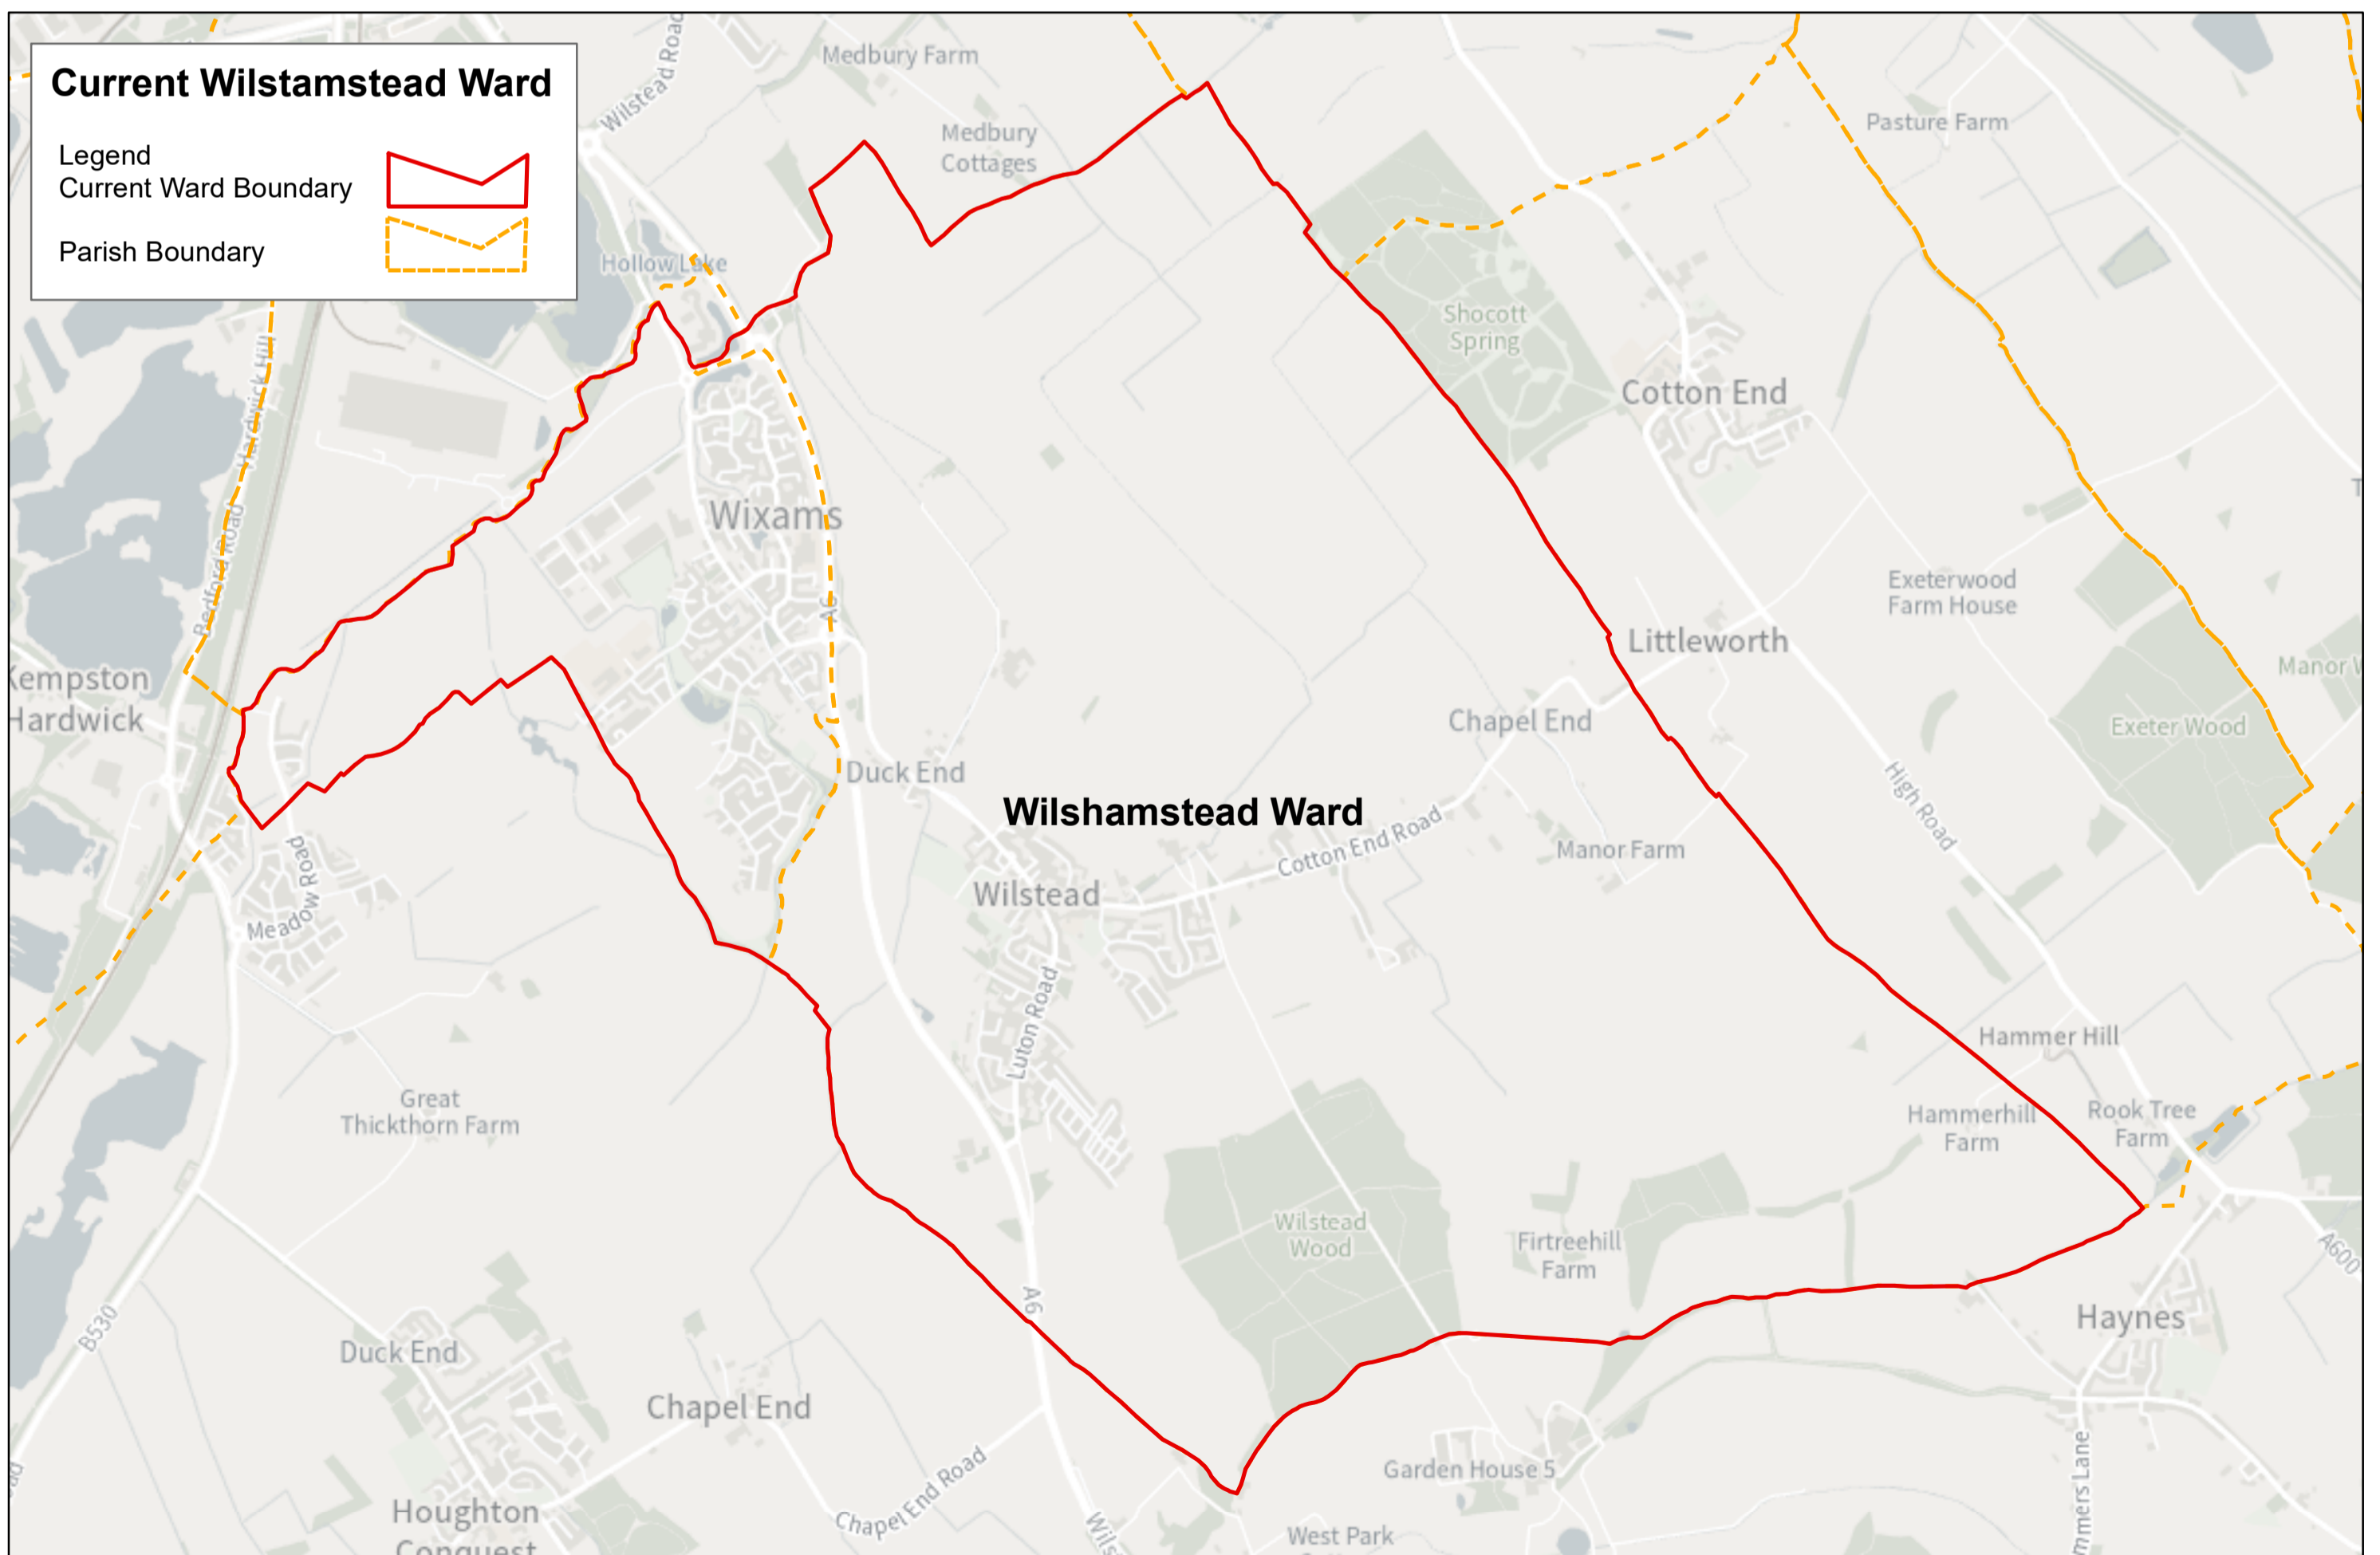 Current Wilstamstead Ward
Legend
Current Ward Boundary
Parish Boundary
Wilstead Road
Medbury Farm
Medbury
Cottages
Pasture Farm
Hollow Lake
Hardwick Hill
Shocott
Spring
Cotton End
Wixams
Bedford Road
A6
Exeterwood
Farm House
Littleworth
Kempston
Hardwick
Manor
Chapel End
Exeter Wood
Duck End
High Road
Wilshamstead Ward
Cotton End Road
Manor Farm
Meadow Road
Wilstead
Luton Road
Hammer Hill
Great
Thickthorn Farm
Hammerhill
Farm
Rook Tree
Farm
Wilstead
Wood
Firtreehill
Farm
A600
A6
B530
Haynes
Duck End
Chapel End
Garden House 5
Chapel End Road
Houghton
Conquest
West Park